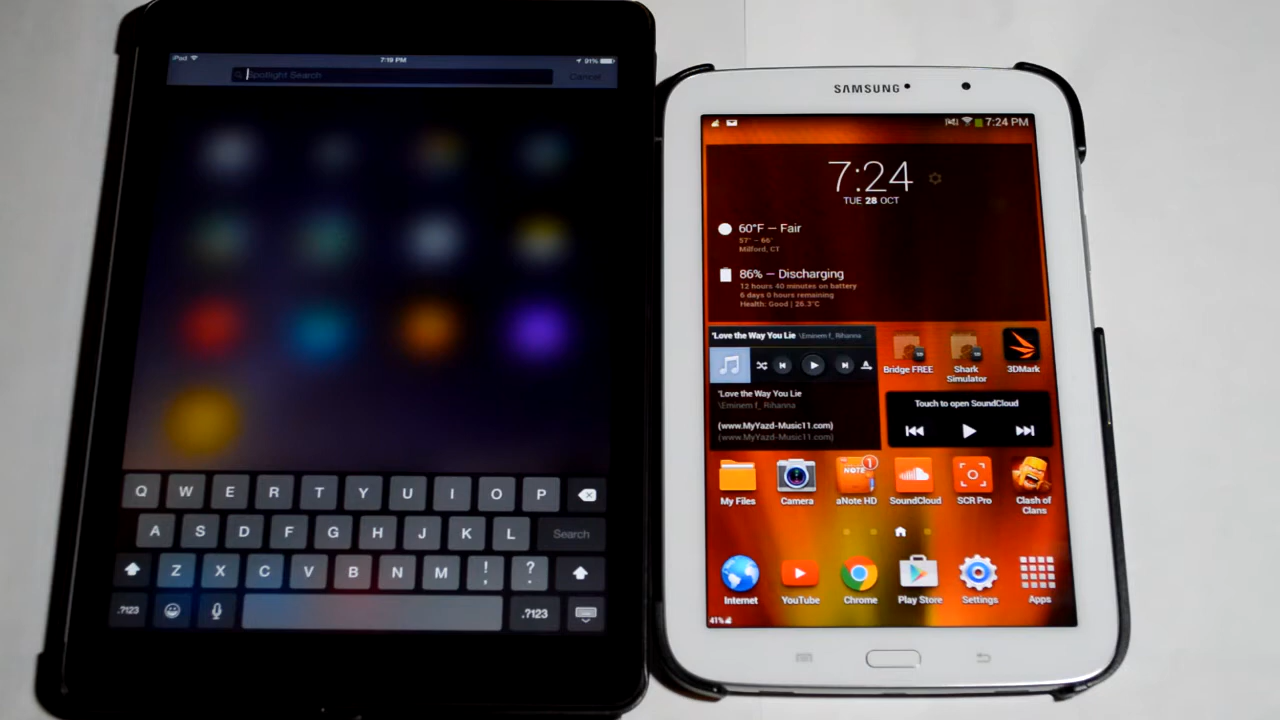 iPad
7:19 PM
91%
Spotlight Search
Cancel
Q W E R T Y U I O P
A S D F G H J K L Search
Z X C V B N M ! , ? .
.?123 .?123
SAMSUNG
7:24 PM
7:24
TUE 28 OCT
60°F — Fair
57° - 66°
Milford, CT
86% — Discharging
12 hours 40 minutes on battery
6 days 0 hours remaining
Health: Good | 26.3°C
'Love the Way You Lie \Eminem f_ Rihanna
'Love the Way You Lie
\Eminem f_ Rihanna
(www.MyYazd-Music11.com)
(www.MyYazd-Music11.com)
Bridge FREE
Shark
Simulator
3DMark
Touch to open SoundCloud
My Files
Camera
NOTE
1
aNote HD
SoundCloud
SCR Pro
Clash of
Clans
Internet
YouTube
Chrome
Play Store
Settings
Apps
41%